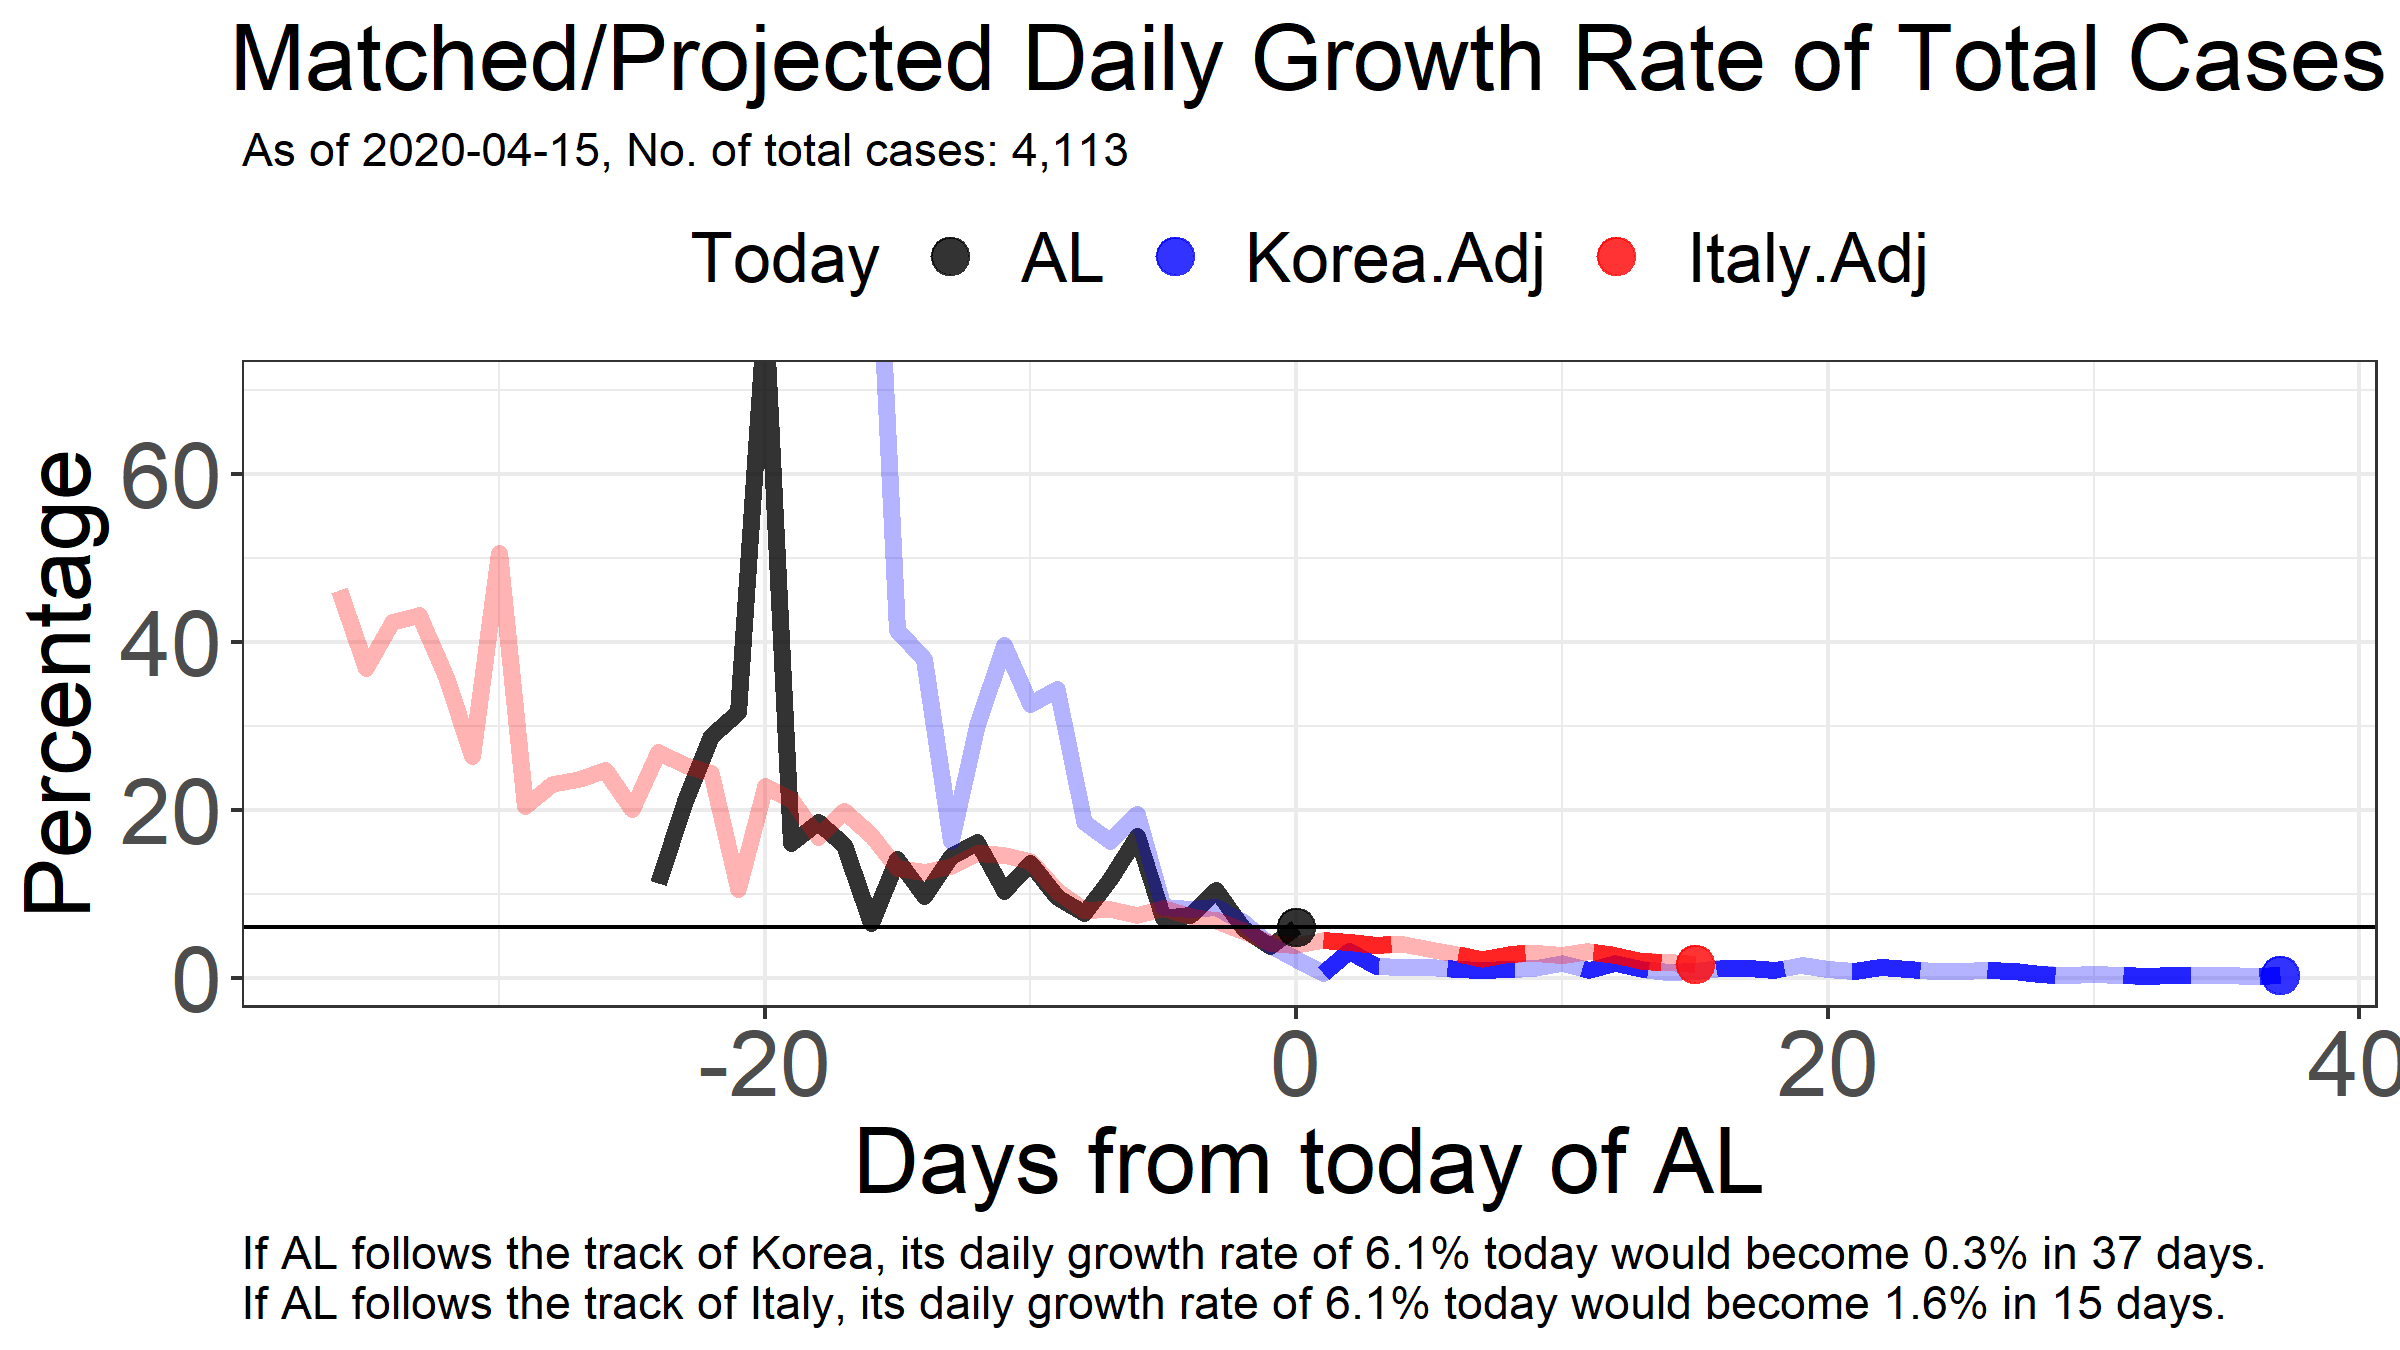 Matched/Projected Daily Growth Rate of Total Cases
As of 2020-04-15, No. of total cases: 4,113
Today AL Korea.Adj Italy.Adj
Percentage
60
40
20
0
-20 0 20 40
Days from today of AL
If AL follows the track of Korea, its daily growth rate of 6.1% today would become 0.3% in 37 days.
If AL follows the track of Italy, its daily growth rate of 6.1% today would become 1.6% in 15 days.